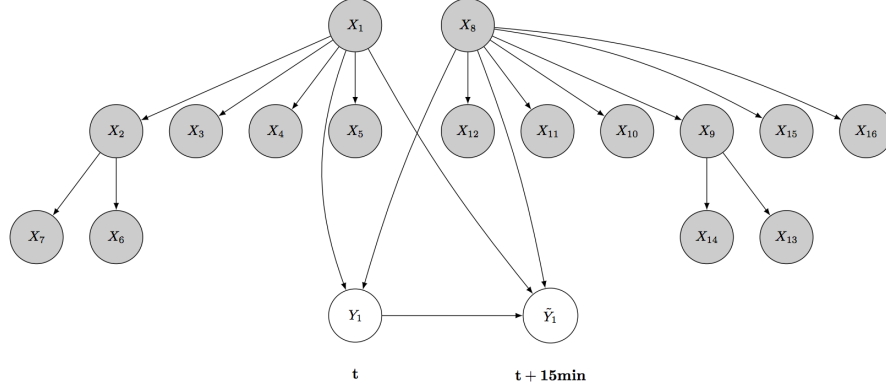 X₁ X₈
X₂ X₃ X₄ X₅ X₁₂ X₁₁ X₁₀ X₉ X₁₅ X₁₆
X₇ X₆ X₁₄ X₁₃
Y₁ Ỹ₁
t t + 15min